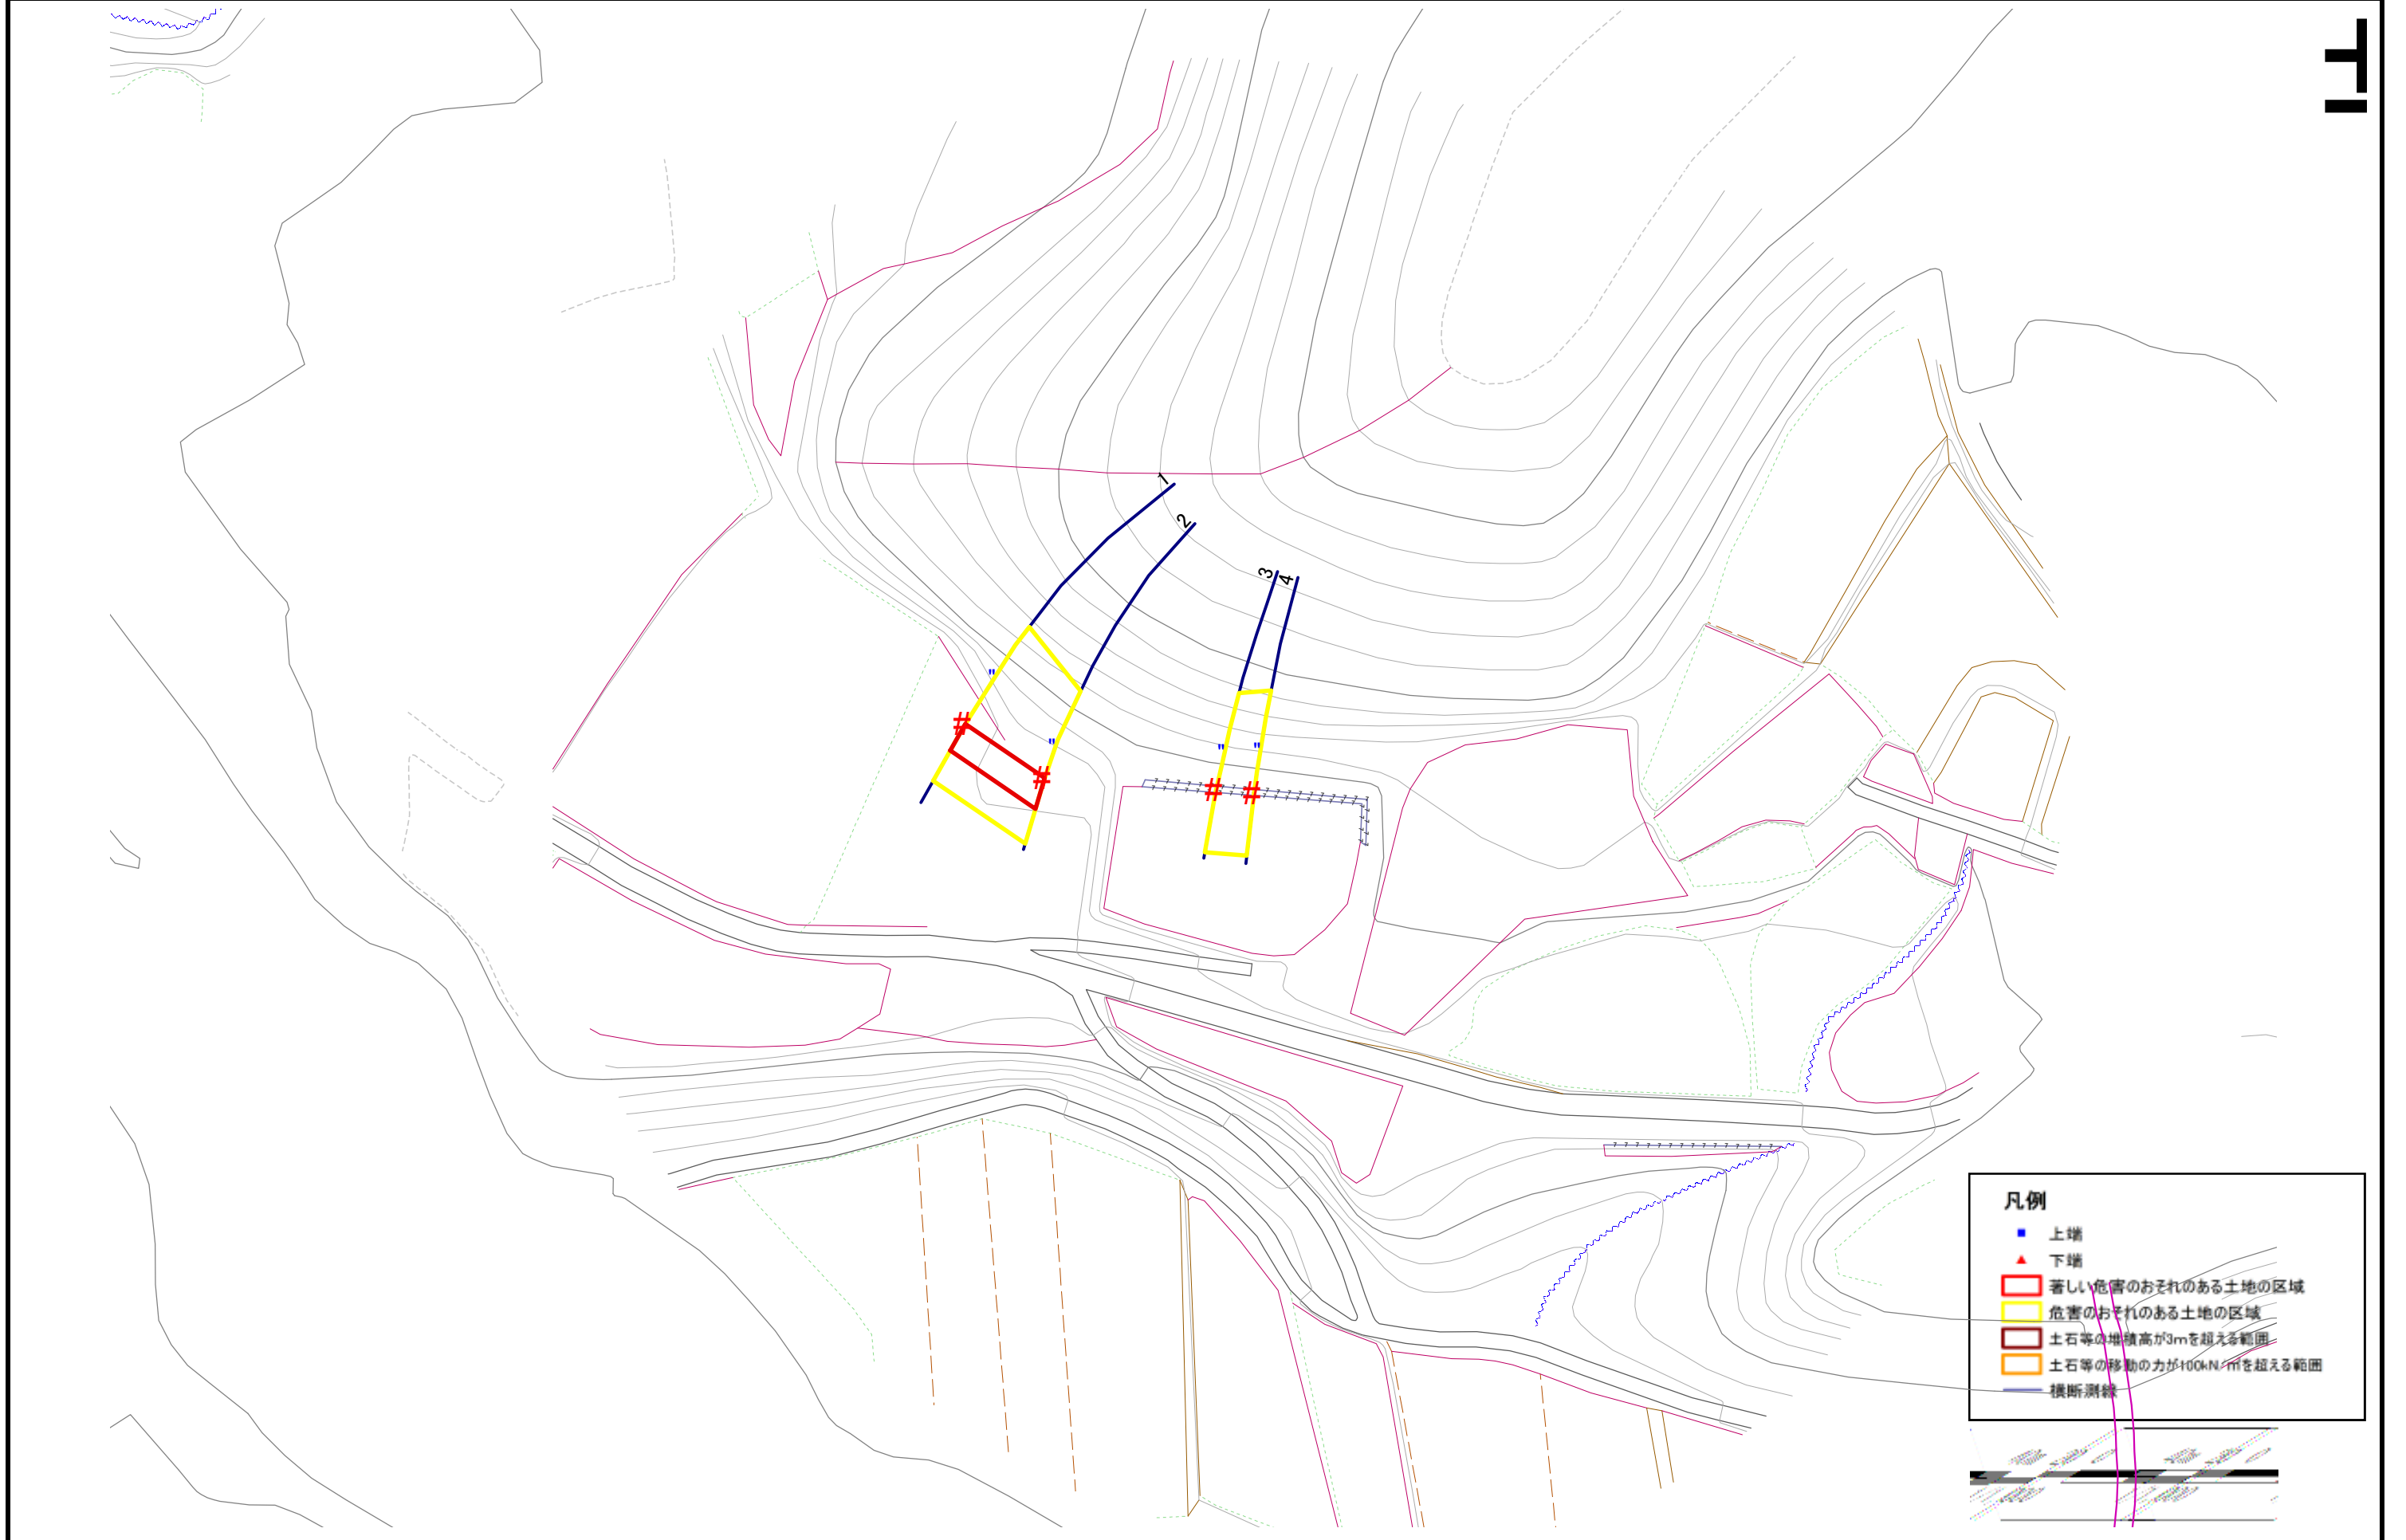 1
2
3
4
"
"
"
"
#
#
#
#
凡例
上端
下端
著しい危害のおそれのある土地の区域
危害のおそれのある土地の区域
土石等の堆積高が3mを超える範囲
土石等の移動の力が100kN/㎡を超える範囲
横断測線